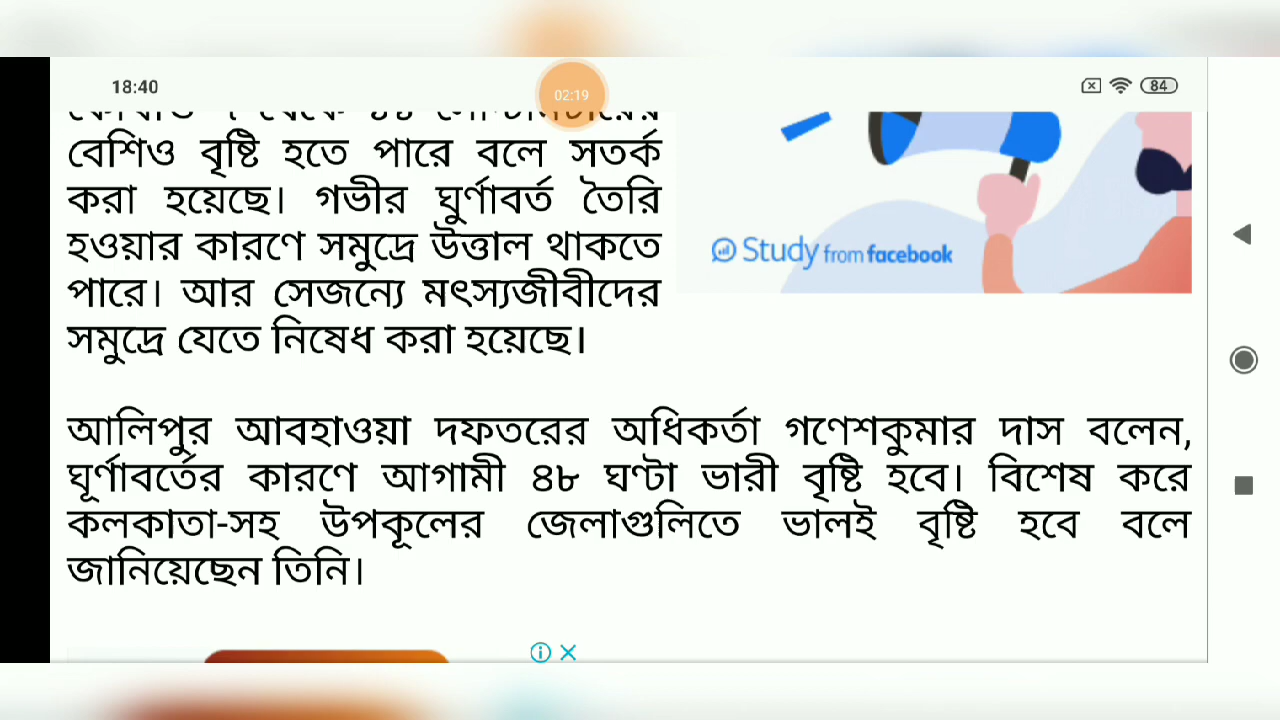 18:40
02:19
84
বেশিও বৃষ্টি হতে পারে বলে সতর্ক
করা হয়েছে। গভীর ঘুর্ণাবর্ত তৈরি
হওয়ার কারণে সমুদ্রে উত্তাল থাকতে
পারে। আর সেজন্যে মৎস্যজীবীদের
সমুদ্রে যেতে নিষেধ করা হয়েছে।
Study from facebook
আলিপুর আবহাওয়া দফতরের অধিকর্তা গণেশকুমার দাস বলেন,
ঘূর্ণাবর্তের কারণে আগামী ৪৮ ঘণ্টা ভারী বৃষ্টি হবে। বিশেষ করে
কলকাতা-সহ উপকূলের জেলাগুলিতে ভালই বৃষ্টি হবে বলে
জানিয়েছেন তিনি।